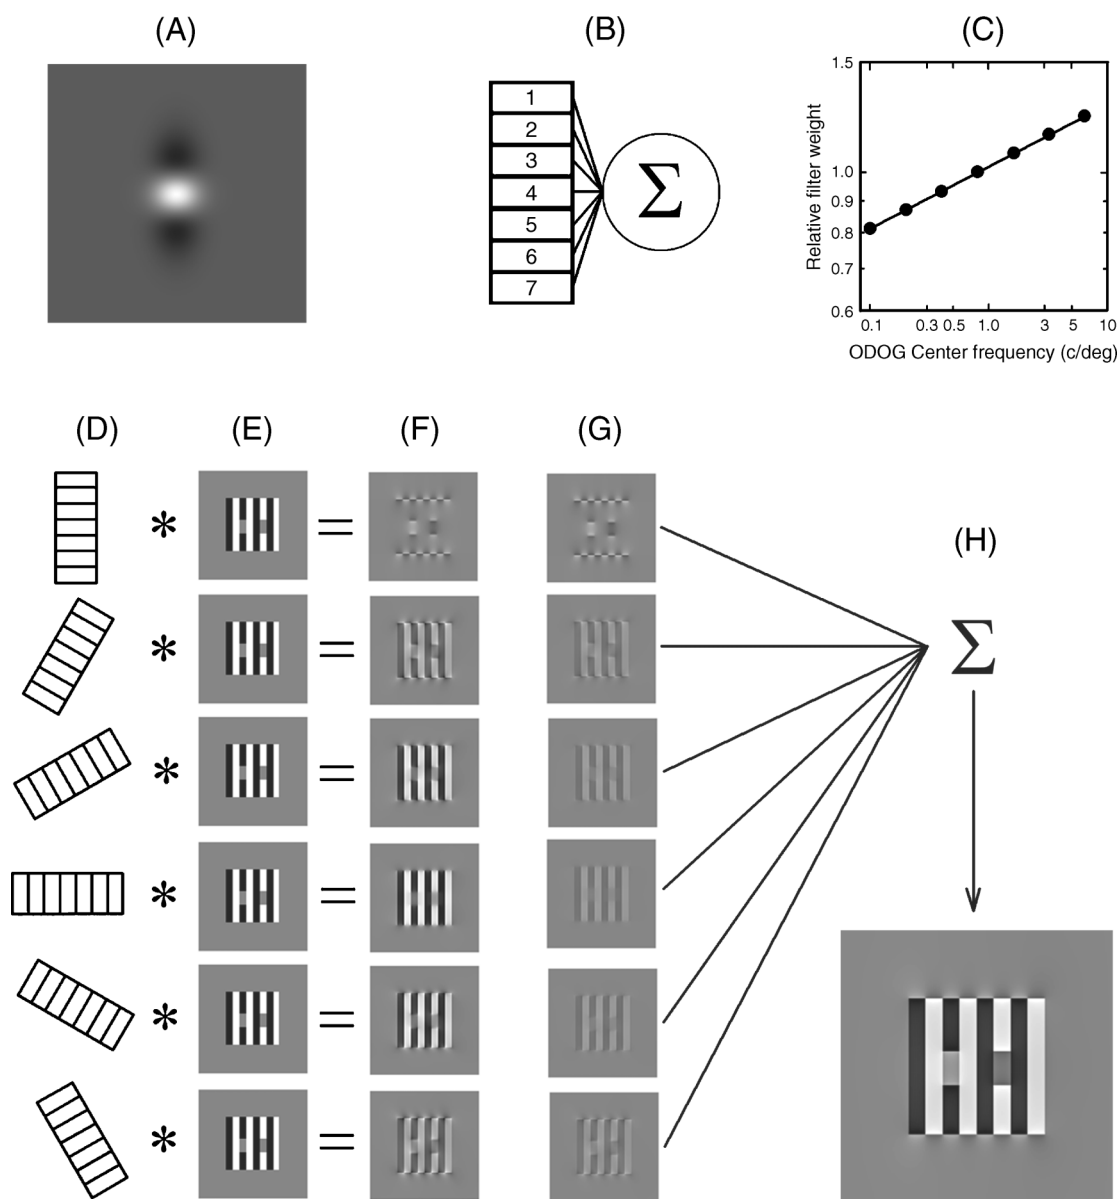 (A)
(B)
(C)
1
2
3
4
5
6
7
Σ
1.5
1.0
0.9
0.8
0.7
0.6
Relative filter weight
0.1 0.3 0.5 1.0 3 5 10
ODOG Center frequency (c/deg)
(D) (E) (F) (G)
(H)
* =
* =
Σ
* =
* =
* =
* =